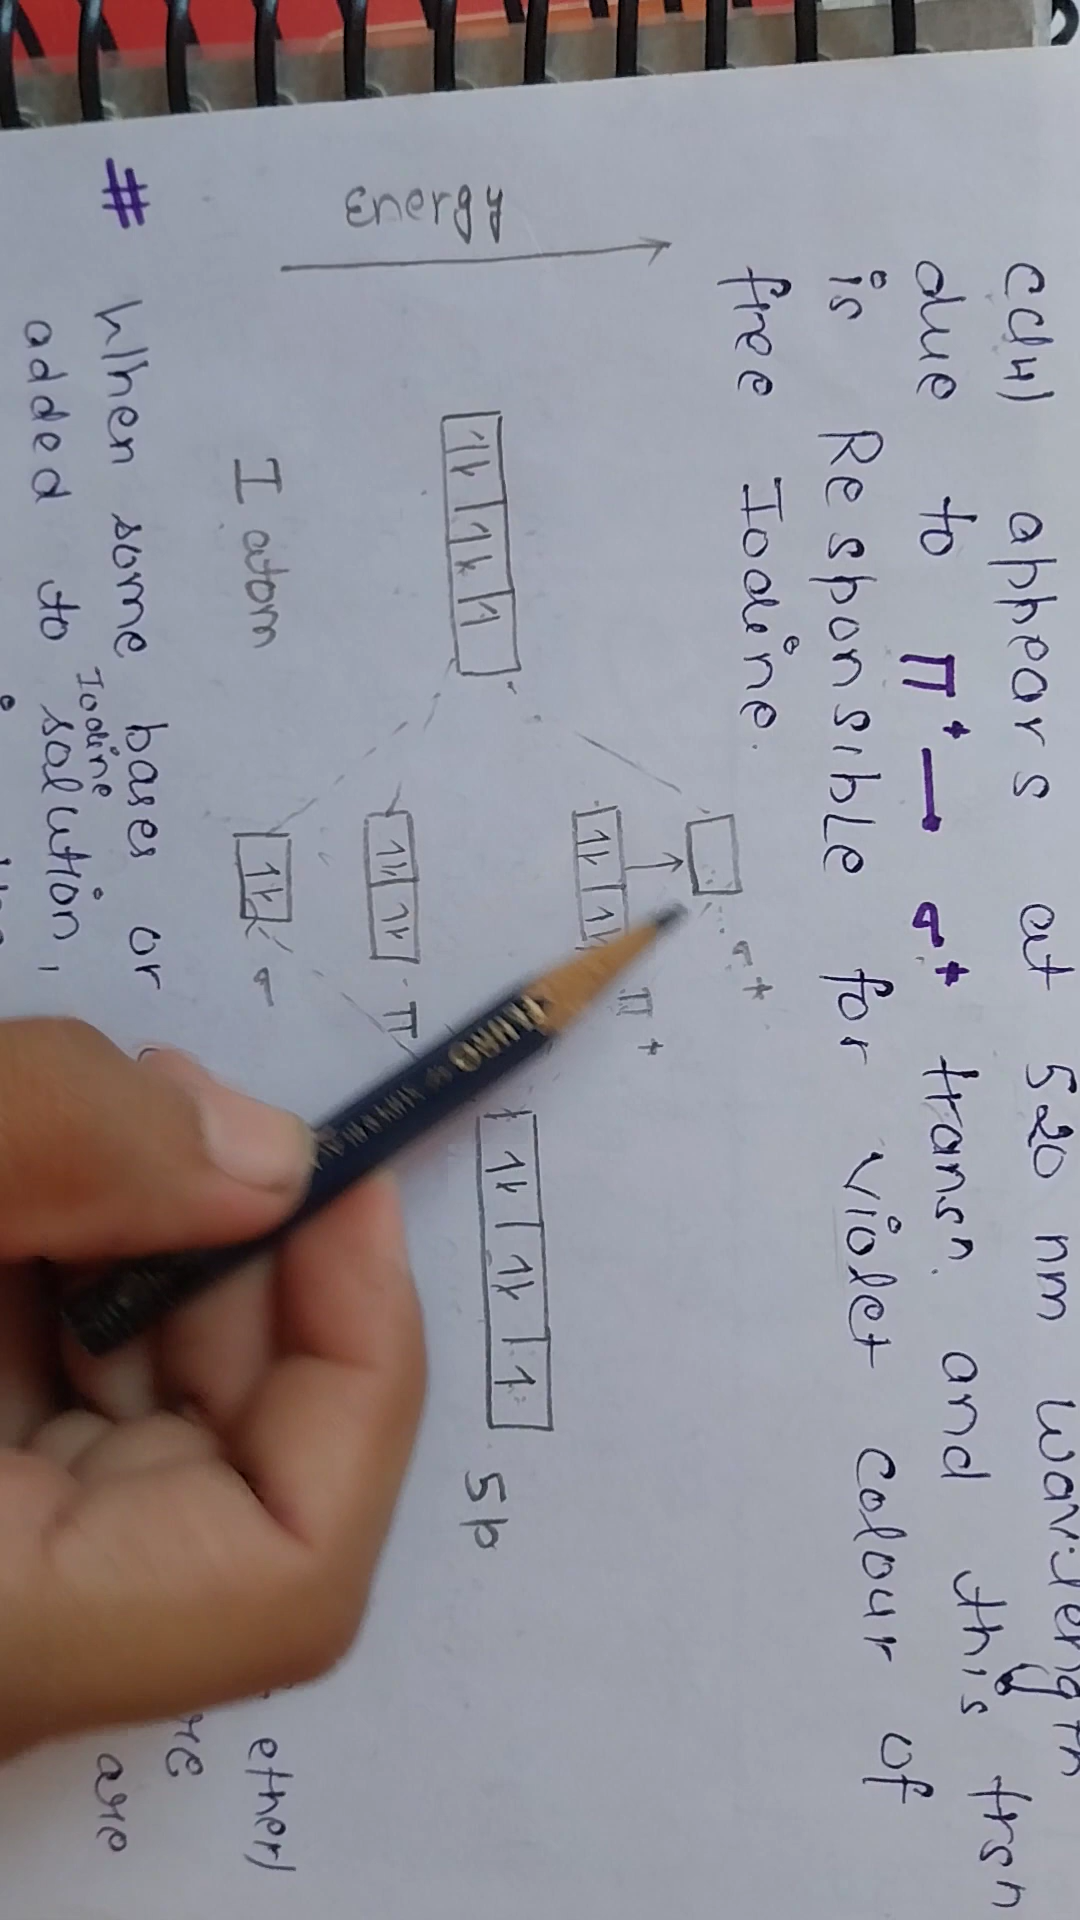 CCl4) appears at 520 nm wavelength
due to π* → σ* transn. and this trsn
is Responsible for violet colour of
free Iodine.
Energy
σ*
π*
5p
π
I atom
σ
# When some bases or ether)
Iodine
added to solution, are